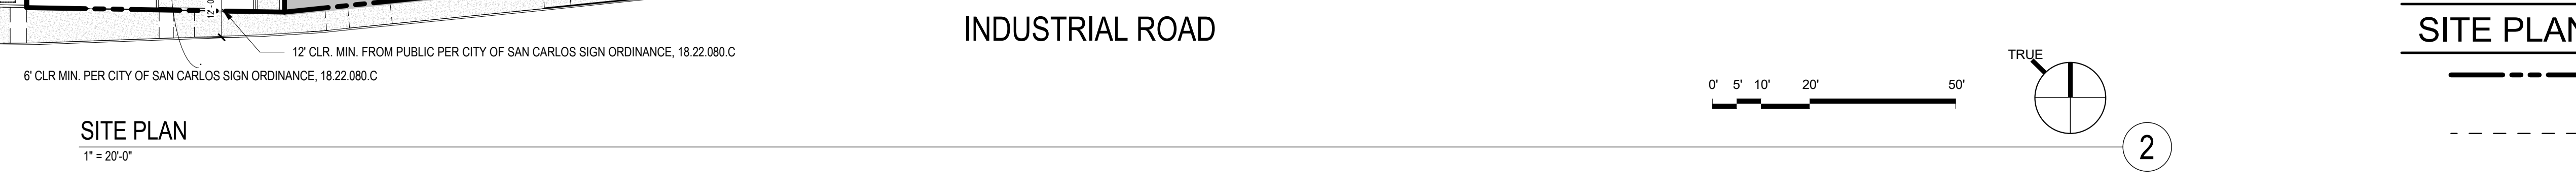 INDUSTRIAL ROAD
12' CLR. MIN. FROM PUBLIC PER CITY OF SAN CARLOS SIGN ORDINANCE, 18.22.080.C
6' CLR MIN. PER CITY OF SAN CARLOS SIGN ORDINANCE, 18.22.080.C
TRUE
0' 5' 10' 20' 50'
SITE PLAN
1" = 20'-0"
2
SITE PLAN